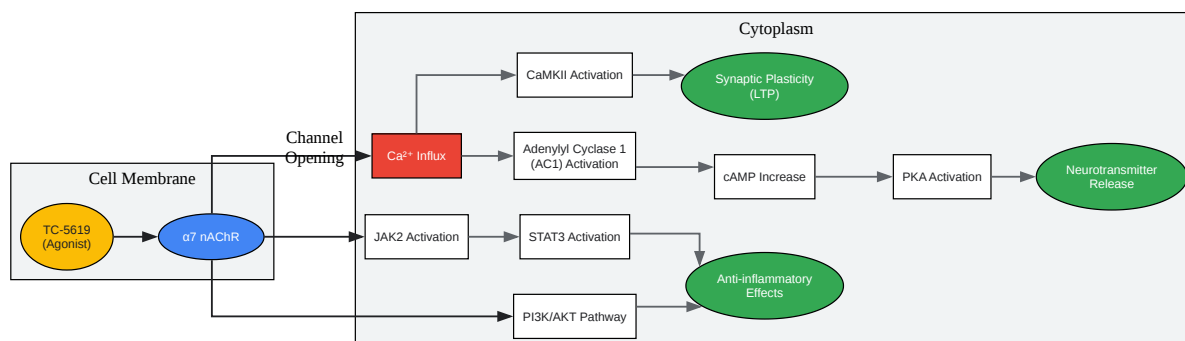 Cytoplasm
CaMKII Activation
Synaptic Plasticity
(LTP)
Channel
Opening
Ca²⁺ Influx
Adenylyl Cyclase 1
(AC1) Activation
cAMP Increase
PKA Activation
Neurotransmitter
Release
Cell Membrane
TC-5619
(Agonist)
α7 nAChR
JAK2 Activation
STAT3 Activation
Anti-inflammatory
Effects
PI3K/AKT Pathway